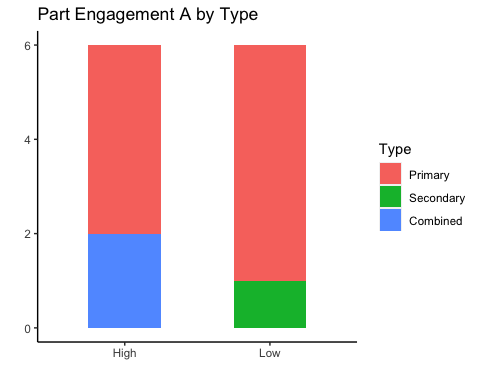 Part Engagement A by Type
6
4
2
0
High
Low
Type
Primary
Secondary
Combined